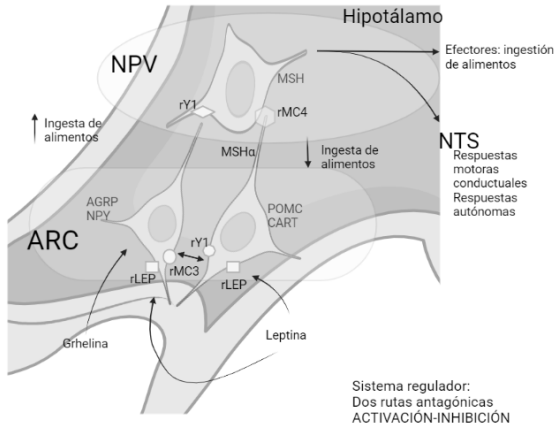 Hipotálamo
NPV
MSH
Efectores: ingestión
de alimentos
rY1
rMC4
Ingesta de
alimentos
MSHα
Ingesta de
alimentos
NTS
Respuestas
motoras
conductuales
Respuestas
autónomas
AGRP
NPY
POMC
CART
ARC
rY1
rMC3
rLEP
rLEP
Grhelina
Leptina
Sistema regulador:
Dos rutas antagónicas
ACTIVACIÓN-INHIBICIÓN